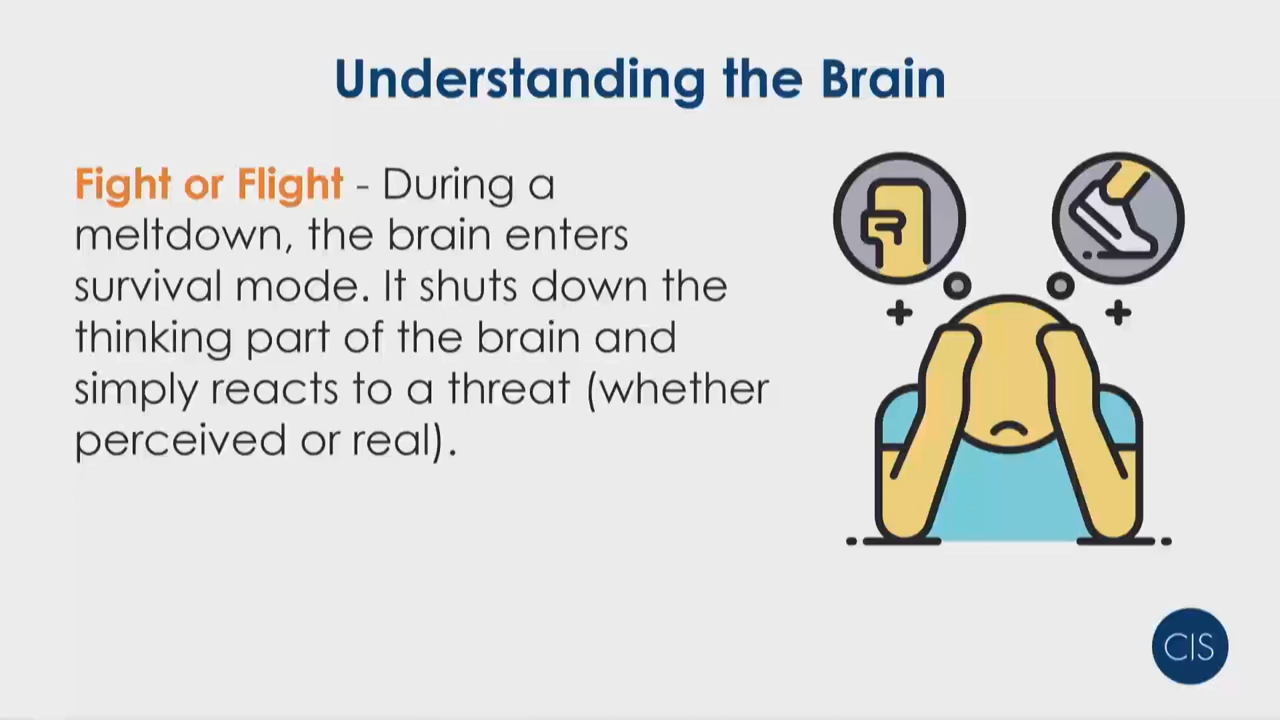 Understanding the Brain
Fight or Flight - During a
meltdown, the brain enters
survival mode. It shuts down the
thinking part of the brain and
simply reacts to a threat (whether
perceived or real).
CIS